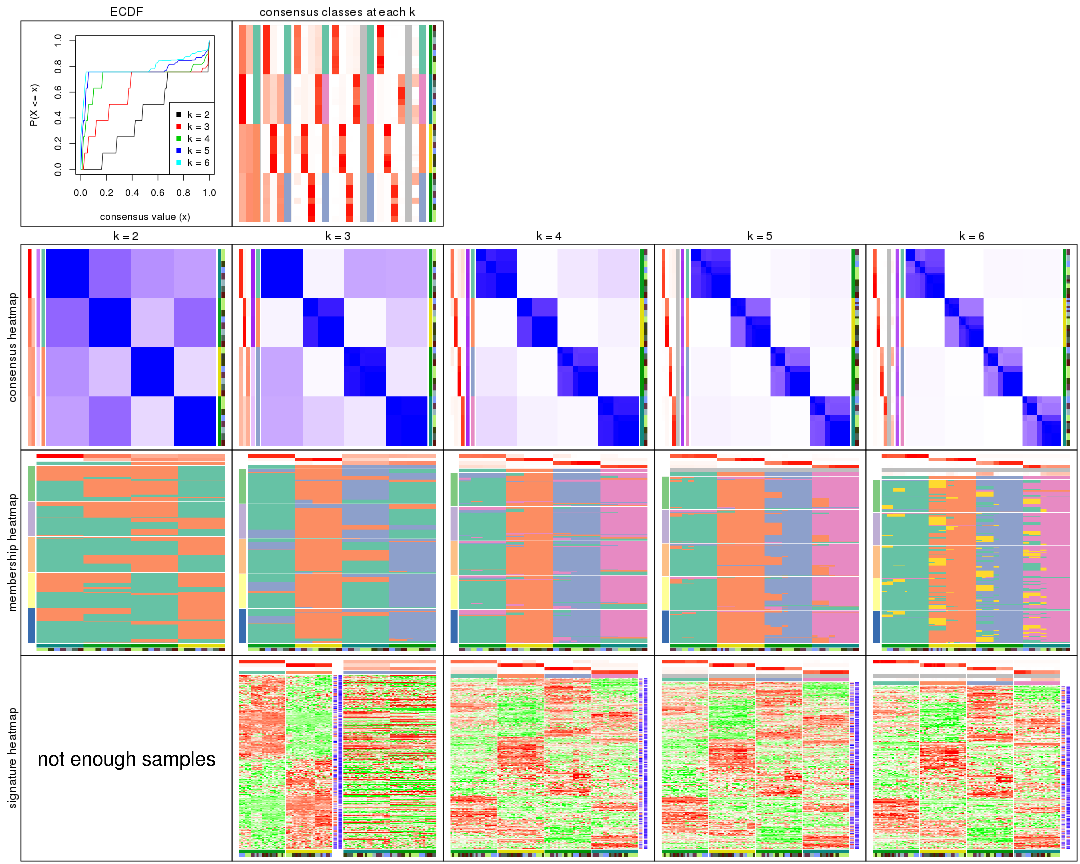 ECDF
consensus classes at each k
P(X <= x)
0.0 0.2 0.4 0.6 0.8 1.0
k = 2
k = 3
k = 4
k = 5
k = 6
0.0 0.2 0.4 0.6 0.8 1.0
consensus value (x)
k = 2
k = 3
k = 4
k = 5
k = 6
consensus heatmap
membership heatmap
signature heatmap
not enough samples